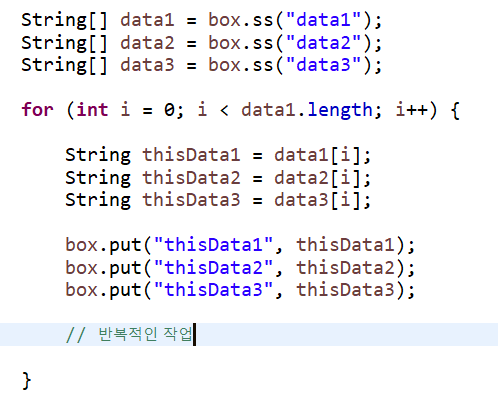 String[] data1 = box.ss("data1");
String[] data2 = box.ss("data2");
String[] data3 = box.ss("data3");
for (int i = 0; i < data1.length; i++) {
String thisData1 = data1[i];
String thisData2 = data2[i];
String thisData3 = data3[i];
box.put("thisData1", thisData1);
box.put("thisData2", thisData2);
box.put("thisData3", thisData3);
// 반복적인 작업
}